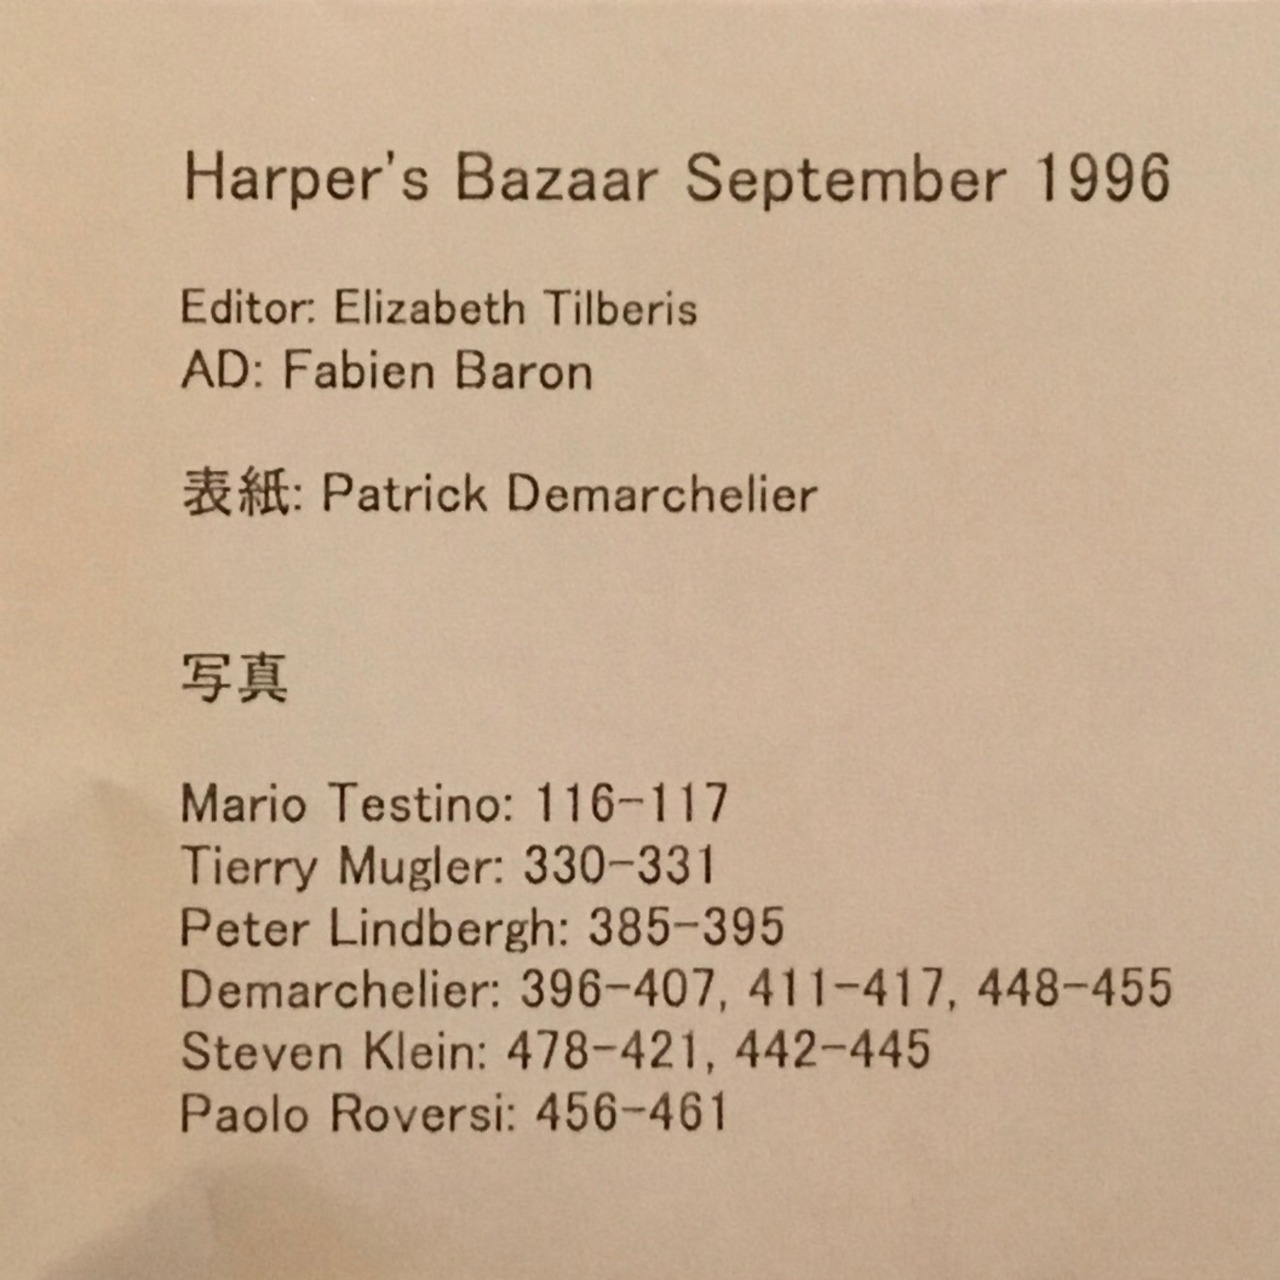 Harper's Bazaar September 1996
Editor: Elizabeth Tilberis
AD: Fabien Baron
表紙: Patrick Demarchelier
写真
Mario Testino: 116-117
Tierry Mugler: 330-331
Peter Lindbergh: 385-395
Demarchelier: 396-407, 411-417, 448-455
Steven Klein: 478-421, 442-445
Paolo Roversi: 456-461